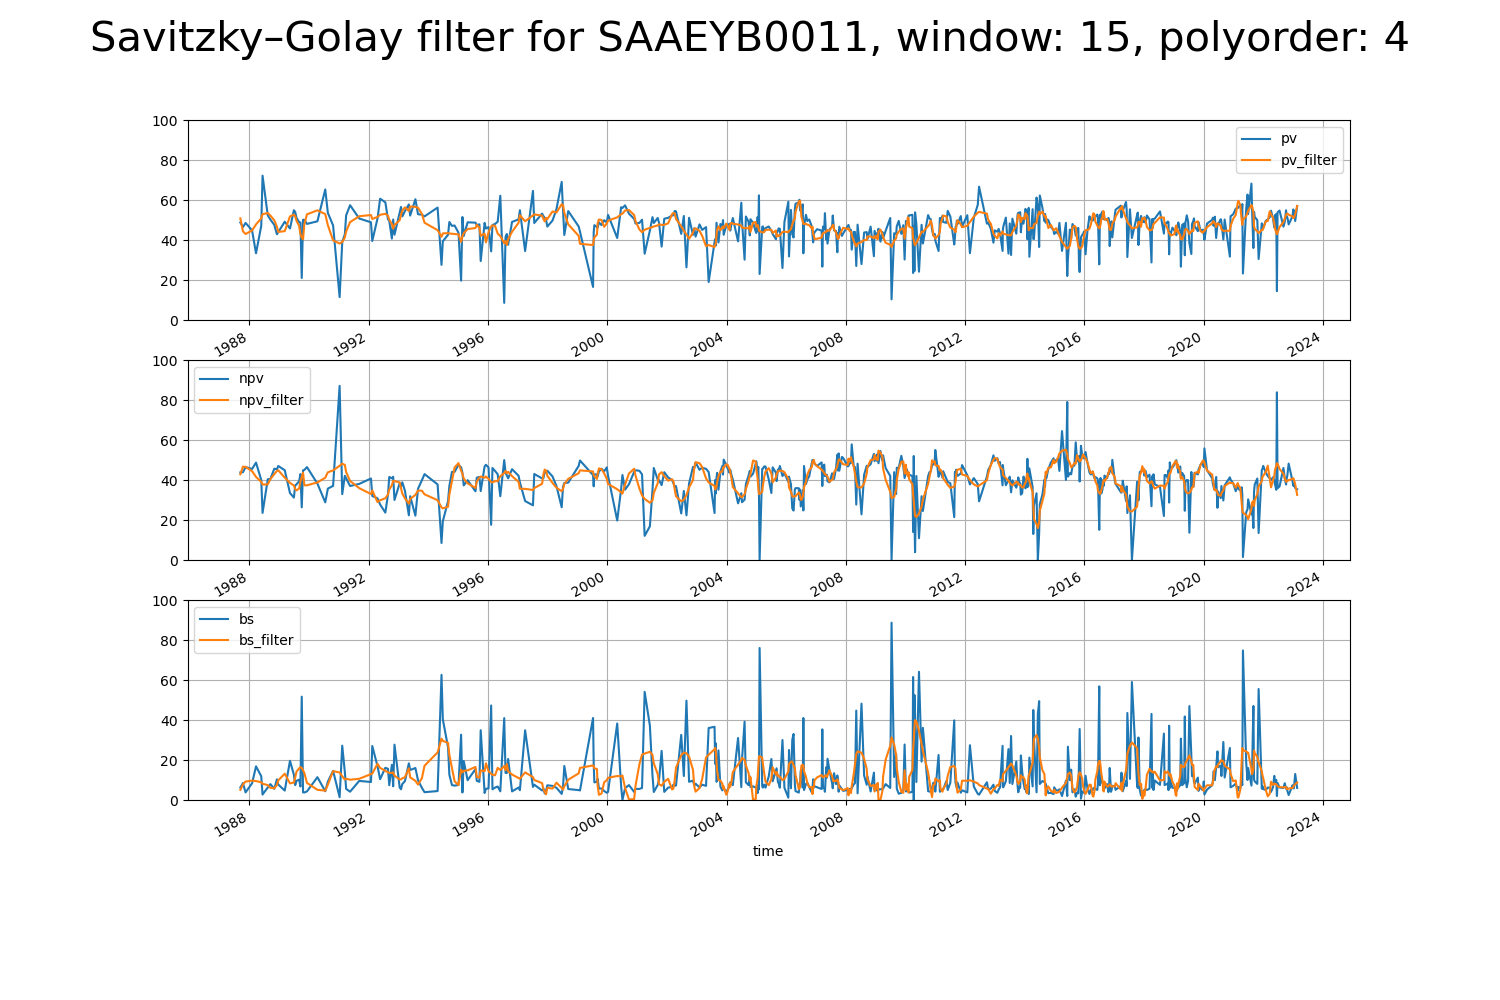 Savitzky–Golay filter for SAAEYB0011, window: 15, polyorder: 4
100
80
60
40
20
0
pv
pv_filter
1988 1992 1996 2000 2004 2008 2012 2016 2020 2024
100
80
60
40
20
0
npv
npv_filter
1988 1992 1996 2000 2004 2008 2012 2016 2020 2024
100
80
60
40
20
0
bs
bs_filter
1988 1992 1996 2000 2004 2008 2012 2016 2020 2024
time